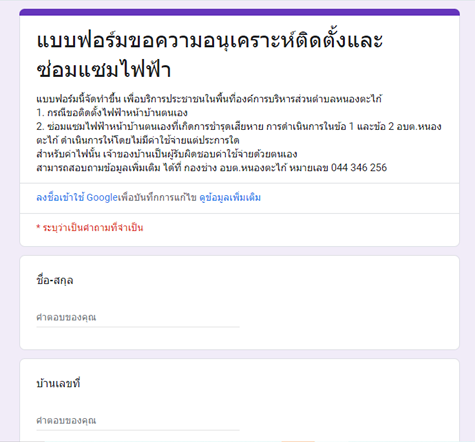 แบบฟอร์มขอความอนุเคราะห์ติดตั้งและ
ซ่อมแซมไฟฟ้า
แบบฟอร์มนี้จัดทำขึ้น เพื่อบริการประชาชนในพื้นที่องค์การบริหารส่วนตำบลหนองตะไก้
1. กรณีขอติดตั้งไฟฟ้าหน้าบ้านตนเอง
2. ซ่อมแซมไฟฟ้าหน้าบ้านตนเองที่เกิดการชำรุดเสียหาย การดำเนินการในข้อ 1 และข้อ 2 อบต.หนอง
ตะไก้ ดำเนินการให้โดยไม่มีค่าใช้จ่ายแต่ประการใด
สำหรับค่าไฟนั้น เจ้าของบ้านเป็นผู้รับผิดชอบค่าใช้จ่ายด้วยตนเอง
สามารถสอบถามข้อมูลเพิ่มเติม ได้ที่ กองช่าง อบต.หนองตะไก้ หมายเลข 044 346 256
ลงชื่อเข้าใช้ Googleเพื่อบันทึกการแก้ไข ดูข้อมูลเพิ่มเติม
* ระบุว่าเป็นคำถามที่จำเป็น
ชื่อ-สกุล
คำตอบของคุณ
บ้านเลขที่
คำตอบของคุณ